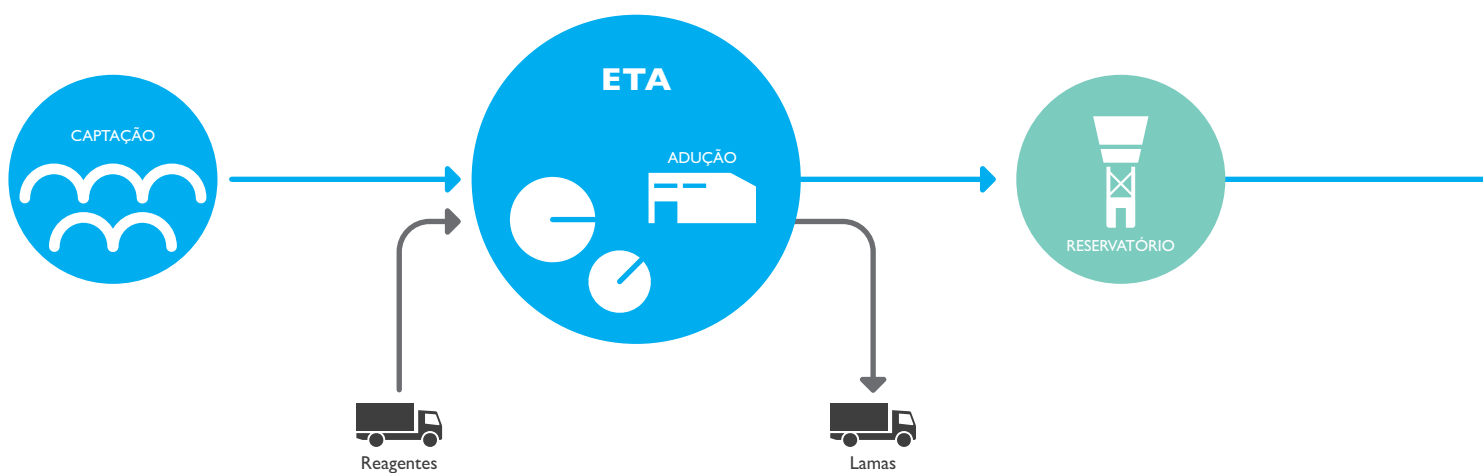 CAPTAÇÃO
ETA
ADUÇÃO
RESERVATÓRIO
Reagentes
Lamas